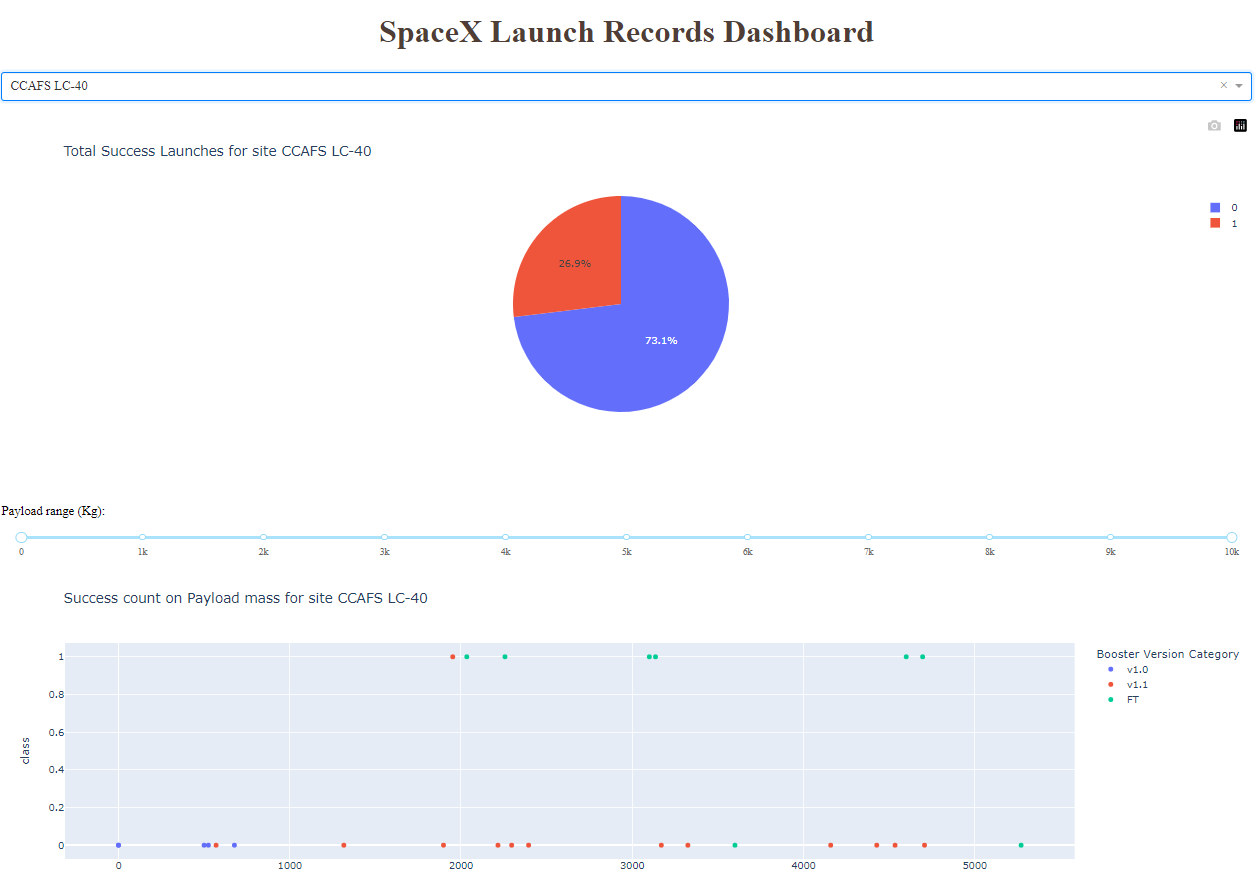 SpaceX Launch Records Dashboard
CCAFS LC-40
×
Total Success Launches for site CCAFS LC-40
0
1
26.9%
73.1%
Payload range (Kg):
0 1k 2k 3k 4k 5k 6k 7k 8k 9k 10k
Success count on Payload mass for site CCAFS LC-40
Booster Version Category
v1.0
v1.1
FT
class
1
0.8
0.6
0.4
0.2
0
0 1000 2000 3000 4000 5000